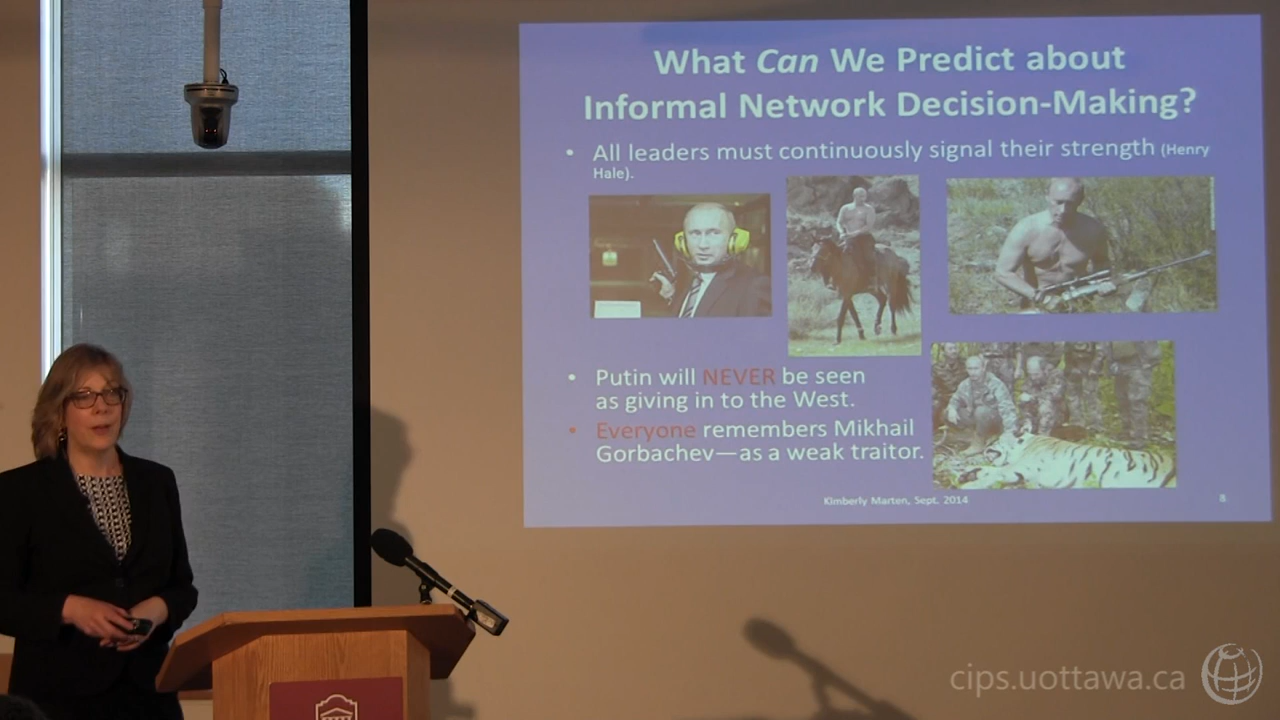 What Can We Predict about
Informal Network Decision-Making?
• All leaders must continuously signal their strength (Henry
Hale).
• Putin will NEVER be seen
as giving in to the West.
• Everyone remembers Mikhail
Gorbachev—as a weak traitor.
Kimberly Marten, Sept. 2014
8
cips.uottawa.ca